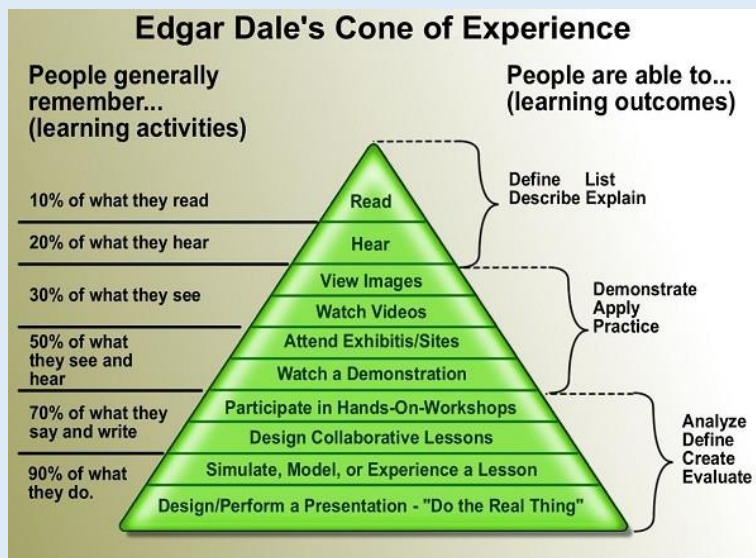 Edgar Dale's Cone of Experience
People generally
remember...
(learning activities)
People are able to...
(learning outcomes)
10% of what they read
20% of what they hear
30% of what they see
50% of what
they see and
hear
70% of what they
say and write
90% of what
they do.
Read
Hear
View Images
Watch Videos
Attend Exhibitis/Sites
Watch a Demonstration
Participate in Hands-On-Workshops
Design Collaborative Lessons
Simulate, Model, or Experience a Lesson
Design/Perform a Presentation - "Do the Real Thing"
Define List
Describe Explain
Demonstrate
Apply
Practice
Analyze
Define
Create
Evaluate